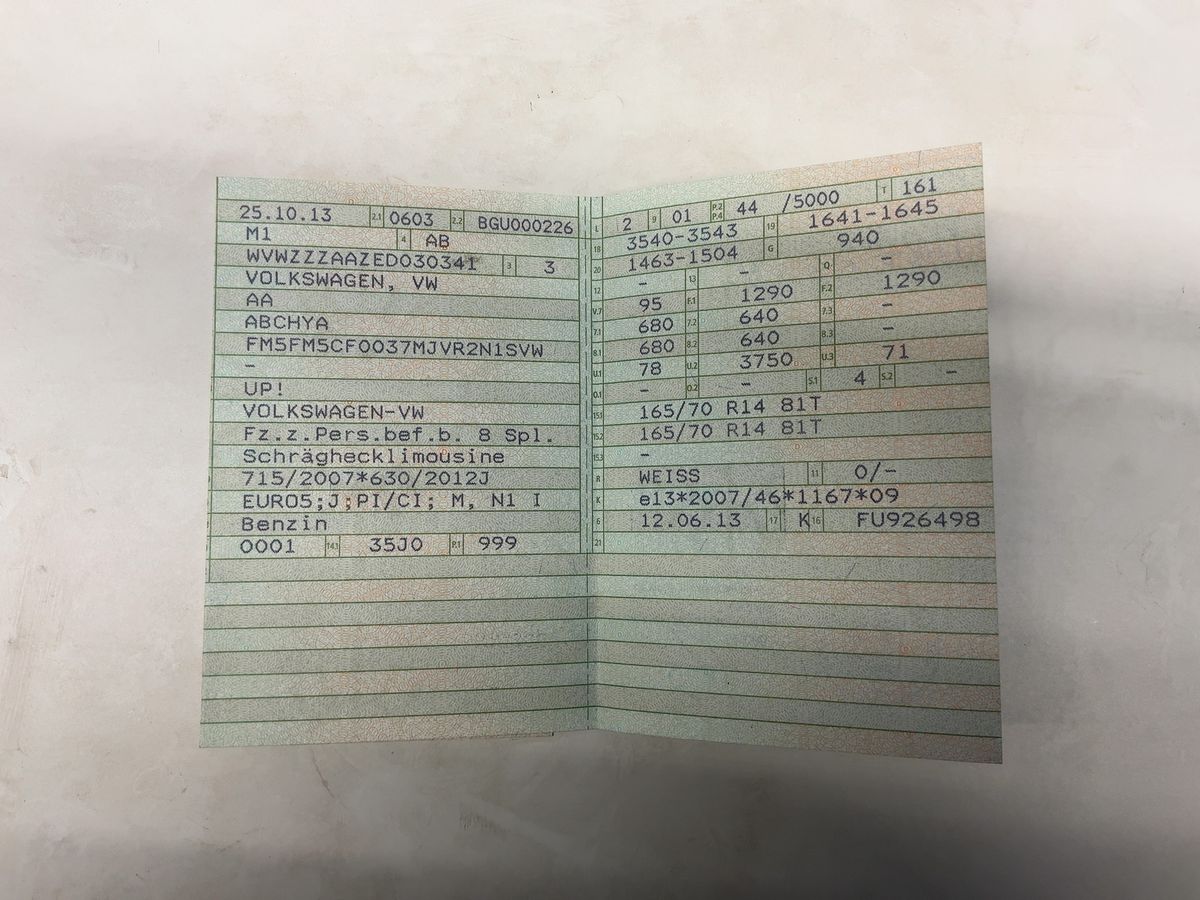 25.10.13 2.1 0603 2.2 BGU000226
M1 4 AB
WVWZZZAAZED030341 3 3
VOLKSWAGEN, VW
AA
ABCHYA
FM5FM5CF0037MJVR2N1SVW
-
UP!
VOLKSWAGEN-VW
Fz.z.Pers.bef.b. 8 Spl.
Schräghecklimousine
715/2007*630/2012J
EURO5;J;PI/CI; M, N1 I
Benzin
0001 14.1 35J0 P.1 999
L 2 9 01 P.2 P.4 44 /5000 T 161
18 3540-3543 19 1641-1645
20 1463-1504 G 940
12 - 13 - Q -
V.7 95 F.1 1290 F.2 1290
7.1 680 7.2 640 7.3 -
8.1 680 8.2 640 8.3 -
U.1 78 U.2 3750 U.3 71
O.1 - O.2 - S.1 4 S.2 -
15.1 165/70 R14 81T
15.2 165/70 R14 81T
15.3 -
R WEISS 11 0/-
K e13*2007/46*1167*09
6 12.06.13 17 K 16 FU926498
21